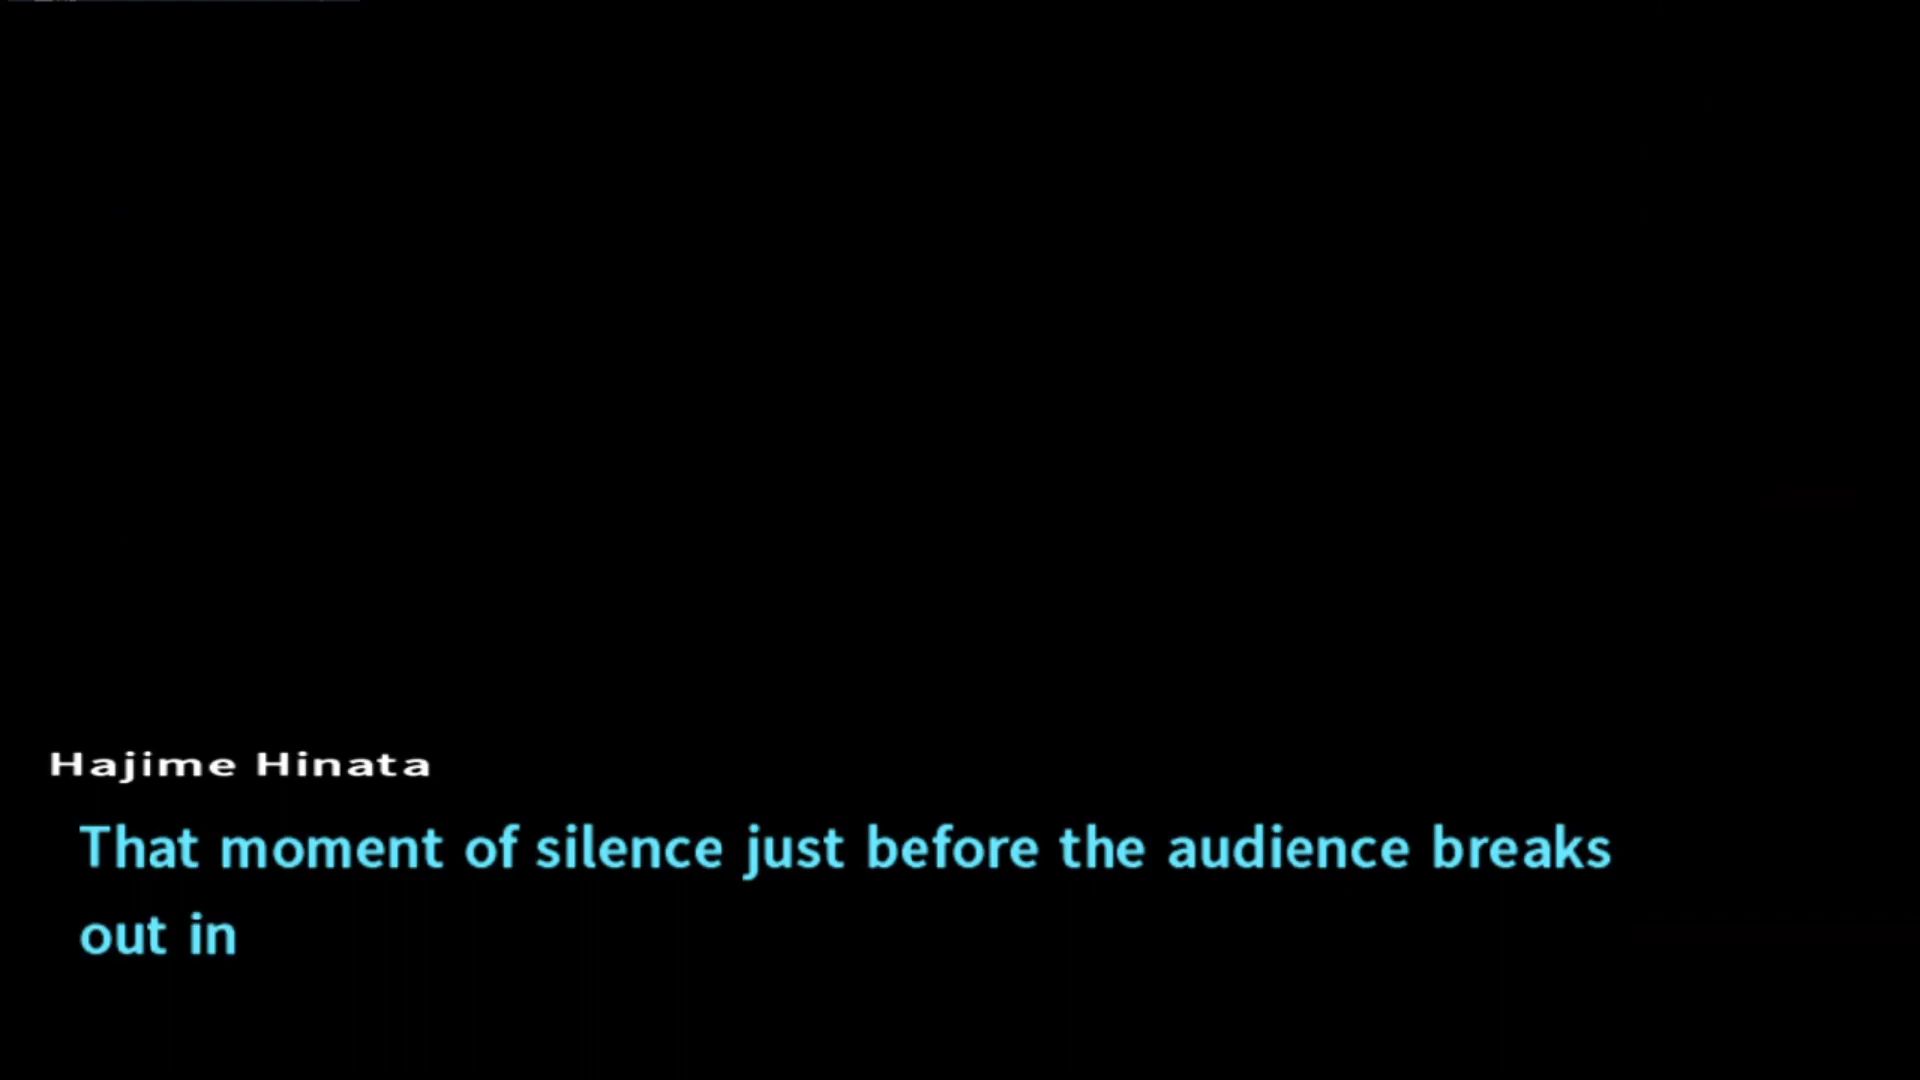 Hajime Hinata
That moment of silence just before the audience breaks
out in